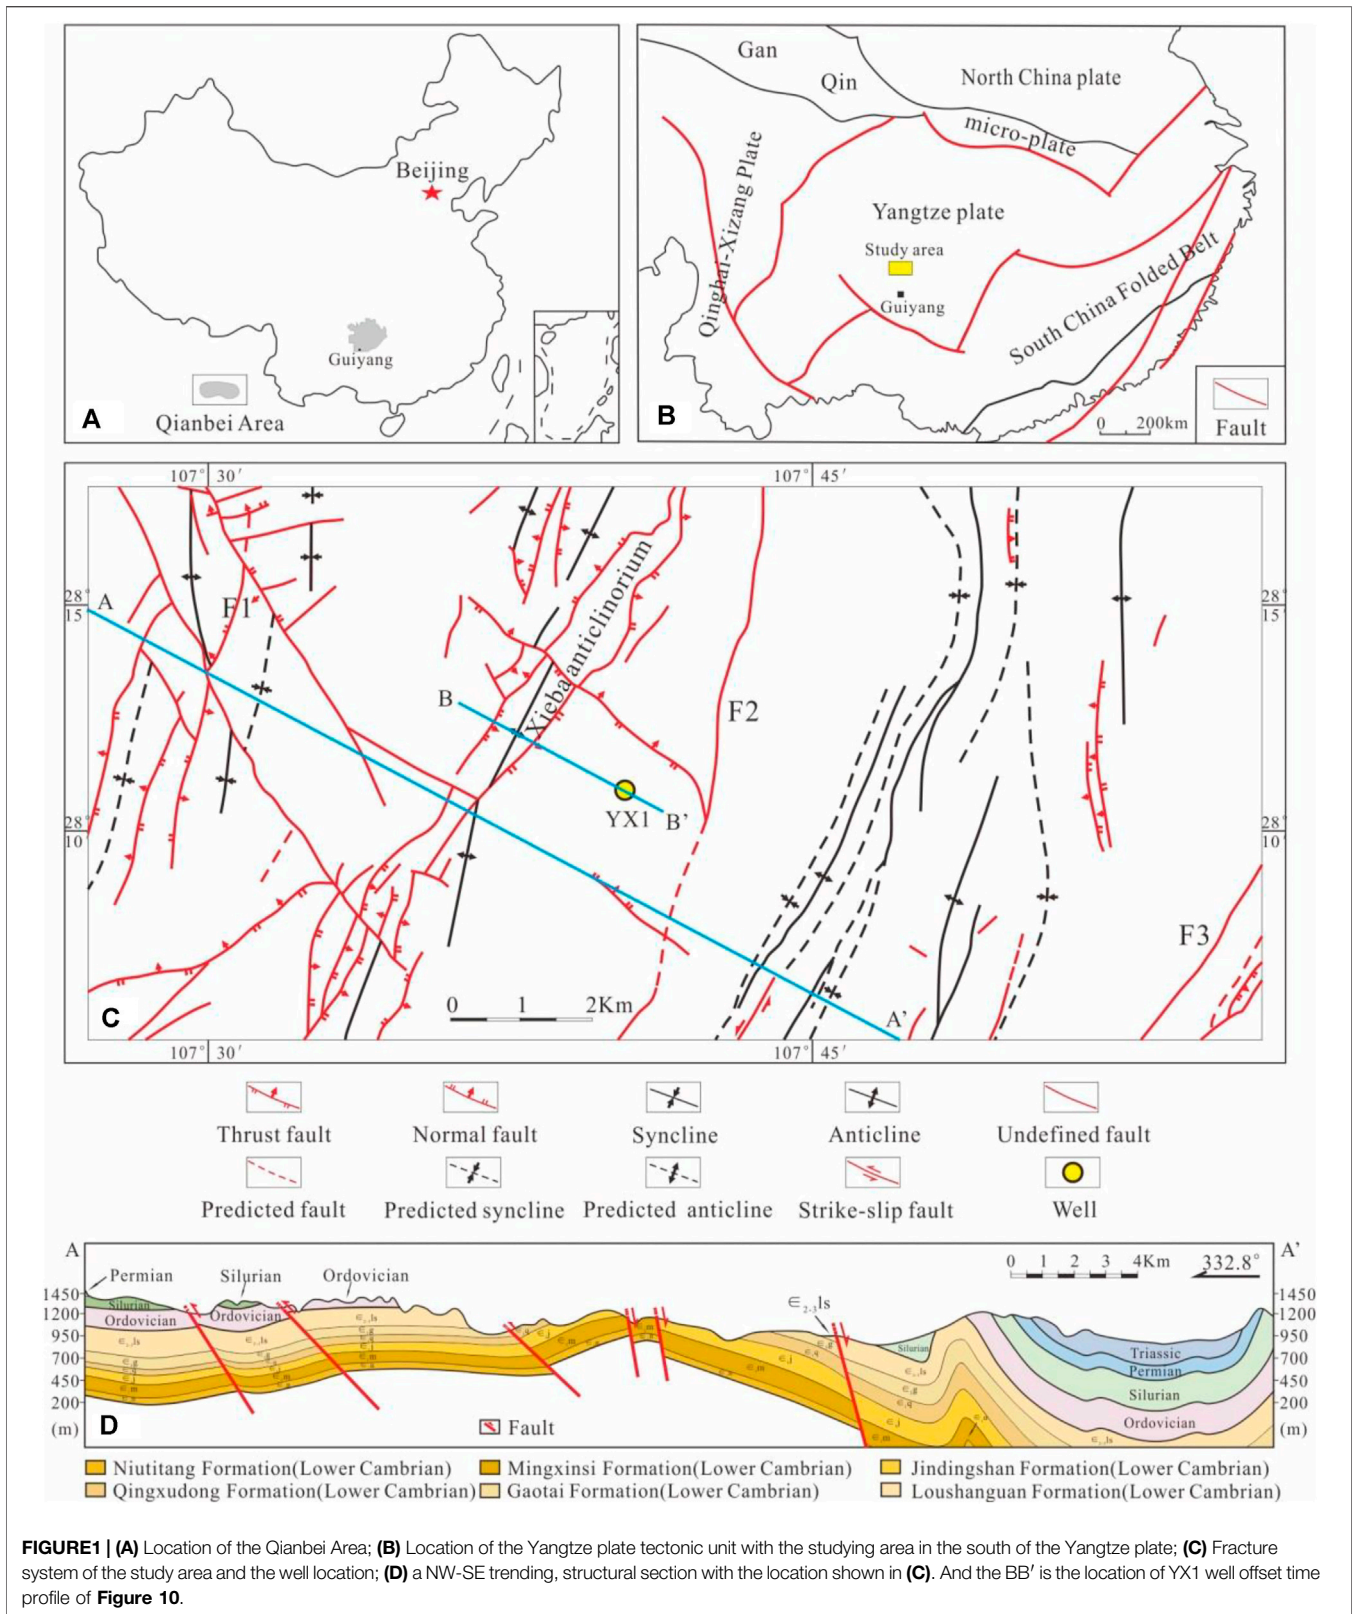 Beijing
Guiyang
Qianbei Area
A
Gan
Qin
North China plate
micro-plate
Qinghai-Xizang Plate
Yangtze plate
Study area
Guiyang
South China Folded Belt
B
0 200km
Fault
107° 30′ 107° 45′
28° 15′
28° 15′
A
F1
Xieba anticlinorium
B
F2
YX1 B’
28° 10′
28° 10′
F3
C
0 1 2Km
A’
107° 30′ 107° 45′
Thrust fault Normal fault Syncline Anticline Undefined fault
Predicted fault Predicted syncline Predicted anticline Strike-slip fault Well
A A’
Permian Silurian Ordovician
0 1 2 3 4Km 332.8°
∈₂₋₃ls
1450 1450
1200 1200
950 950
700 700
450 450
200 200
(m) (m)
Silurian
Ordovician Ordovician
Silurian
Triassic
Permian
Silurian
Ordovician
D
Fault
Niutitang Formation(Lower Cambrian) Mingxinsi Formation(Lower Cambrian) Jindingshan Formation(Lower Cambrian)
Qingxudong Formation(Lower Cambrian) Gaotai Formation(Lower Cambrian) Loushanguan Formation(Lower Cambrian)
FIGURE1 | (A) Location of the Qianbei Area; (B) Location of the Yangtze plate tectonic unit with the studying area in the south of the Yangtze plate; (C) Fracture
system of the study area and the well location; (D) a NW-SE trending, structural section with the location shown in (C). And the BB′ is the location of YX1 well offset time
profile of Figure 10.